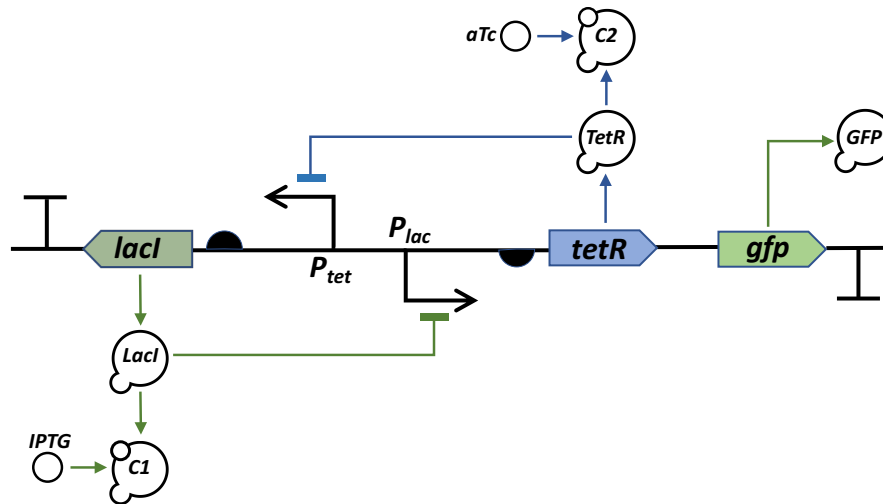 aTc
C2
TetR
GFP
lacI
P_tet
P_lac
tetR
gfp
LacI
IPTG
C1